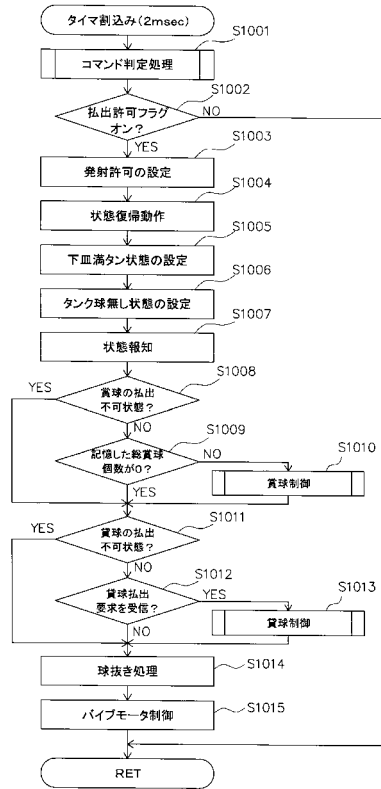 タイマ割込み(2msec)
S1001
コマンド判定処理
S1002
払出許可フラグ
オン?
NO
YES
S1003
発射許可の設定
S1004
状態復帰動作
S1005
下皿満タン状態の設定
S1006
タンク球無し状態の設定
S1007
状態報知
S1008
YES
賞球の払出
不可状態?
NO
S1009
記憶した総賞球
個数が0?
NO
S1010
賞球制御
YES
S1011
YES
貸球の払出
不可状態?
NO
S1012
貸球払出
要求を受信?
YES
S1013
貸球制御
NO
S1014
球抜き処理
S1015
バイブモータ制御
RET